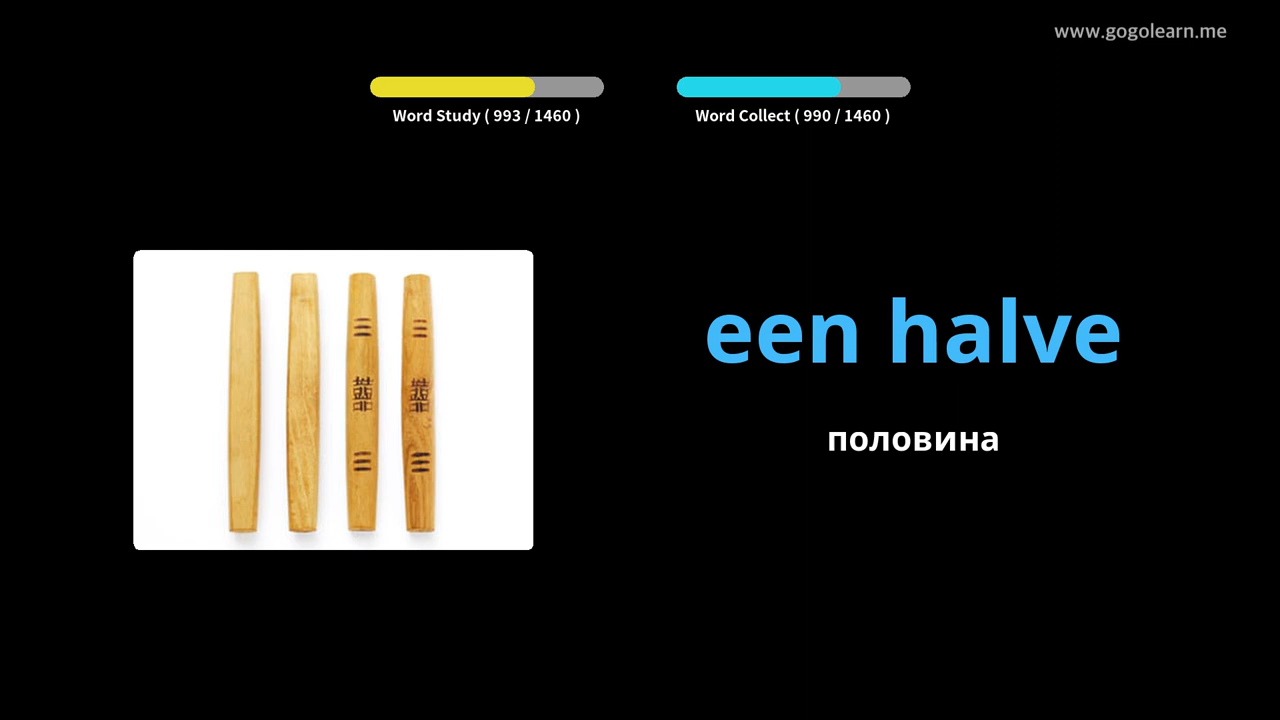 www.gogolearn.me
Word Study ( 993 / 1460 )
Word Collect ( 990 / 1460 )
een halve
половина